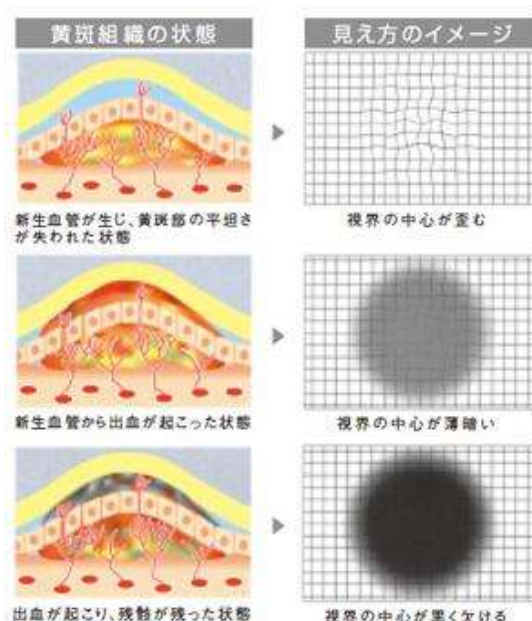 黄斑組織の状態
見え方のイメージ
新生血管が生じ、黄斑部の平坦さ
が失われた状態
視界の中心が歪む
新生血管から出血が起こった状態
視界の中心が薄暗い
出血が起こり、残骸が残った状態
視界の中心が黒く欠ける